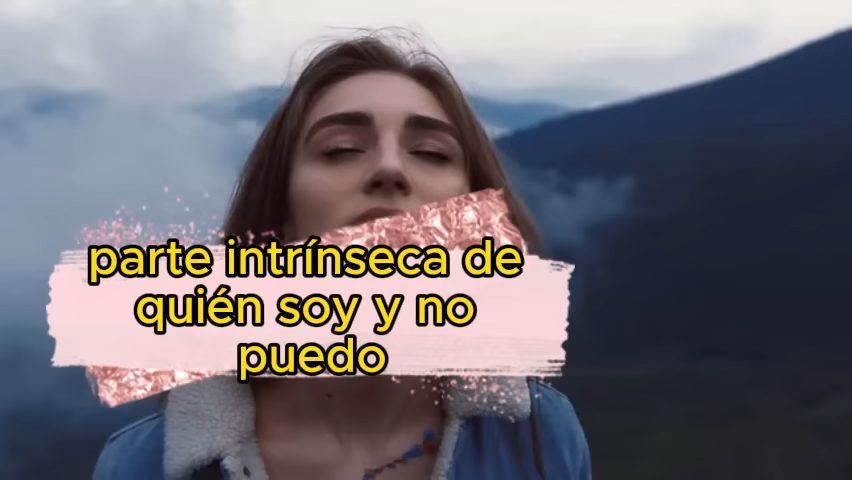 parte intrínseca de
quién soy y no
puedo